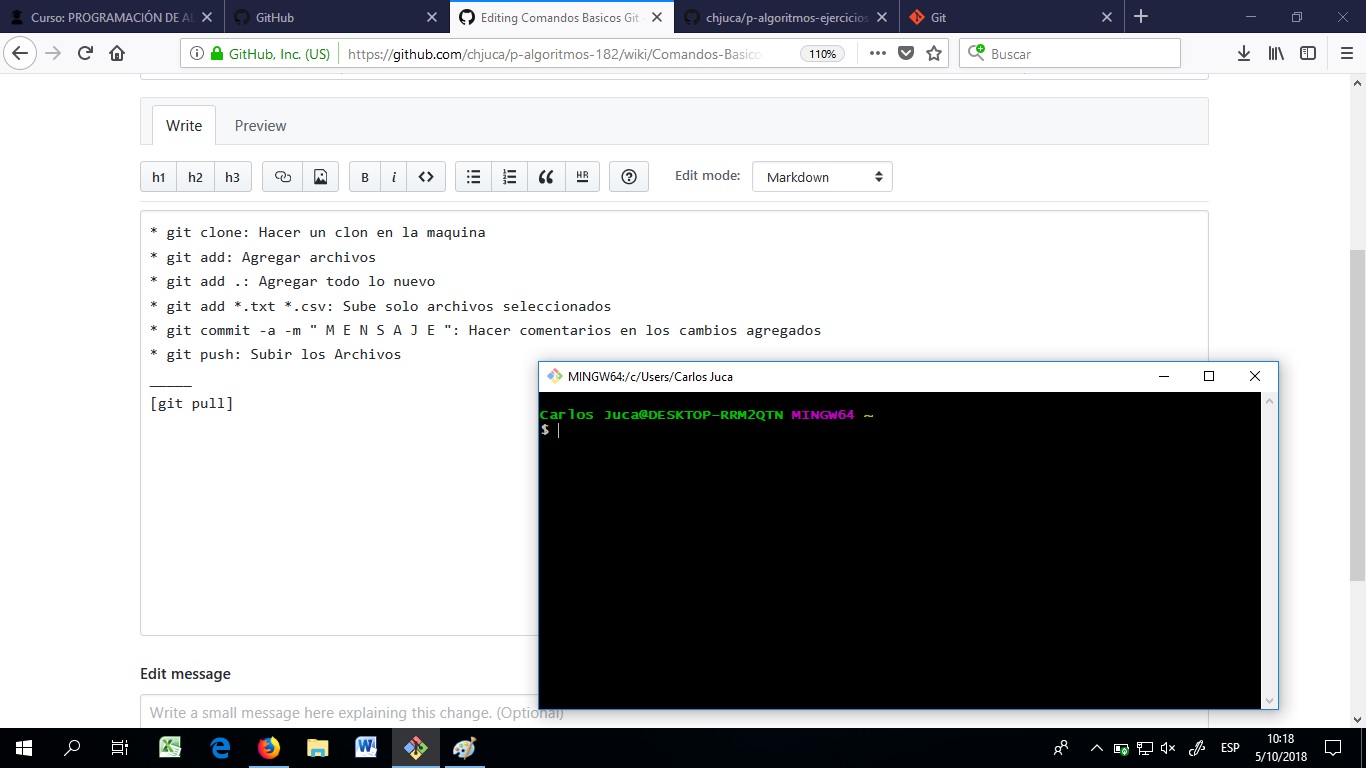 Curso: PROGRAMACIÓN DE AL
GitHub
Editing Comandos Basicos Git
chjuca/p-algoritmos-ejercicios
Git
GitHub, Inc. (US)
https://github.com/chjuca/p-algoritmos-182/wiki/Comandos-Basico
110%
Buscar
Write
Preview
h1 h2 h3 B i <> HR
Edit mode:
Markdown
* git clone: Hacer un clon en la maquina
* git add: Agregar archivos
* git add .: Agregar todo lo nuevo
* git add *.txt *.csv: Sube solo archivos seleccionados
* git commit -a -m " M E N S A J E ": Hacer comentarios en los cambios agregados
* git push: Subir los Archivos
_____
[git pull]
MINGW64:/c/Users/Carlos Juca
Carlos Juca@DESKTOP-RRM2QTN MINGW64 ~
$
Edit message
Write a small message here explaining this change. (Optional)
ESP
10:18
5/10/2018